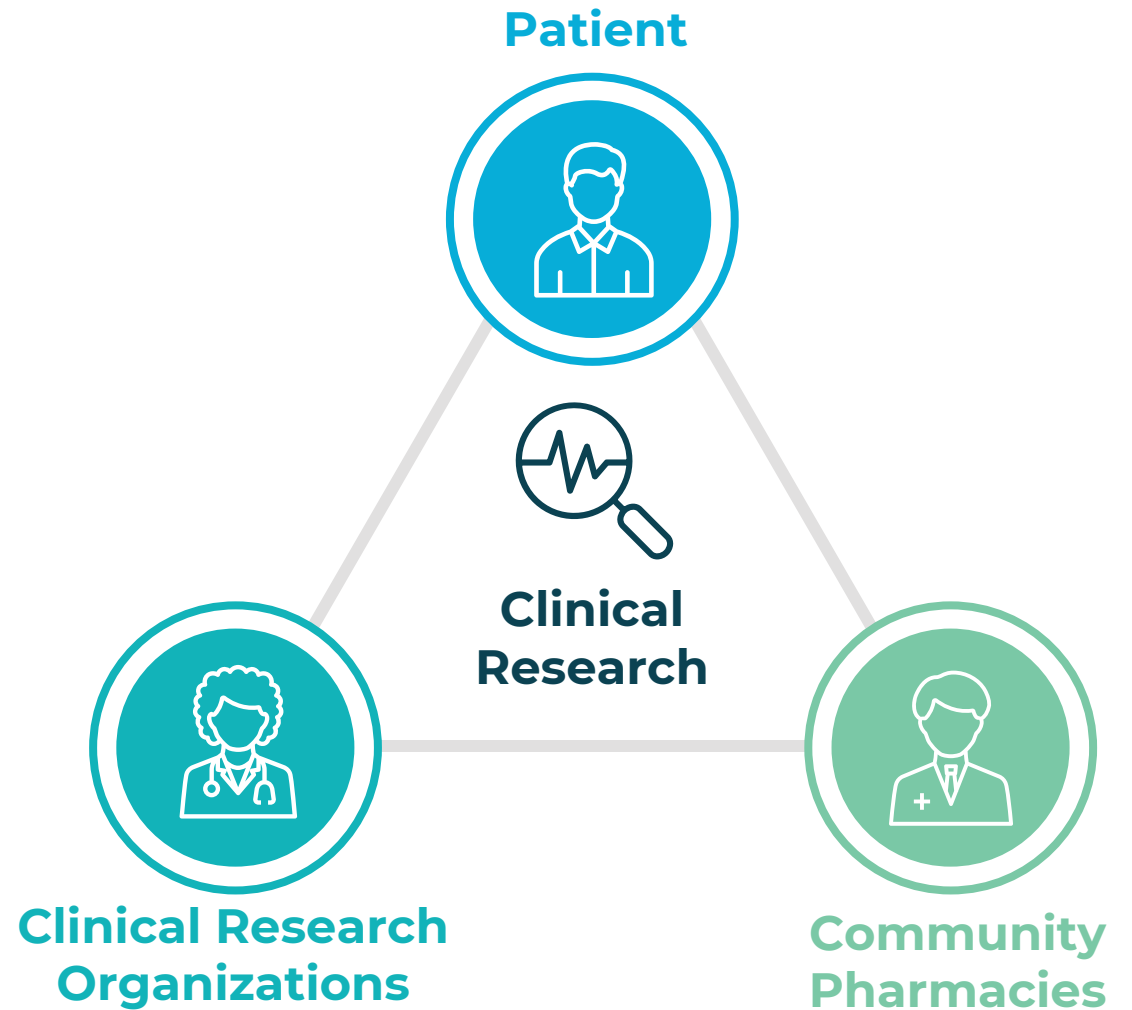 Patient
Clinical
Research
Clinical Research
Organizations
Community
Pharmacies